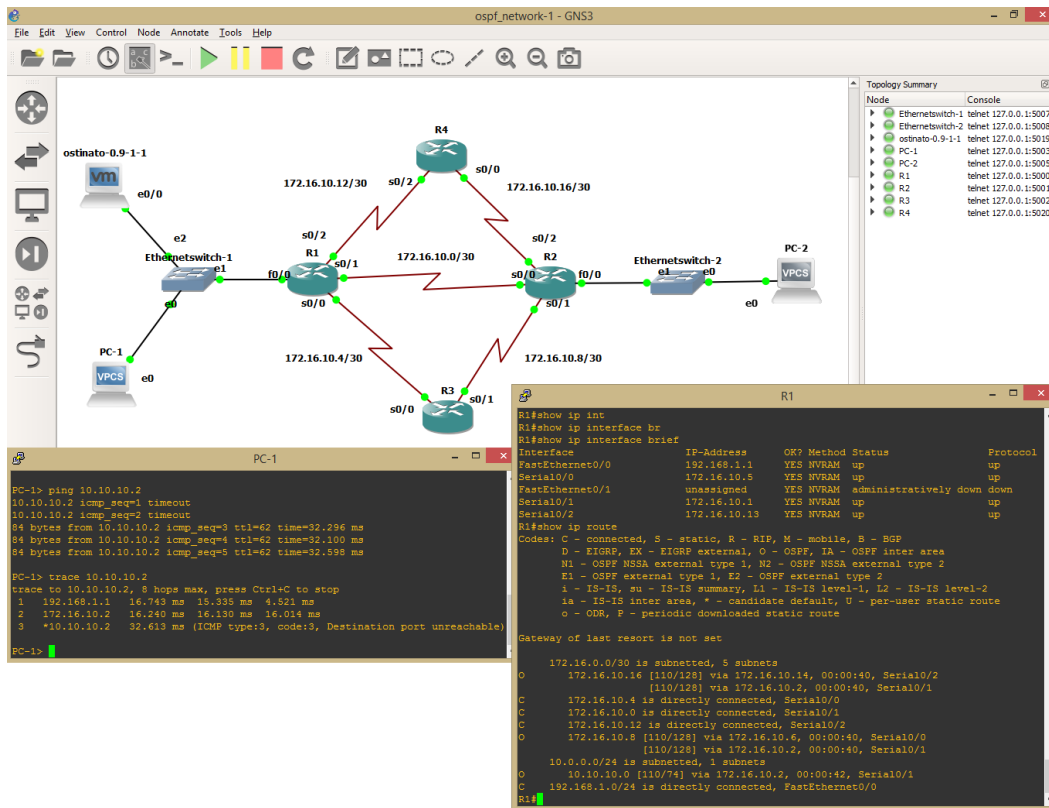 ospf_network-1 - GNS3
File Edit View Control Node Annotate Tools Help
Topology Summary
Node Console
Ethernetswitch-1 telnet 127.0.0.1:5007
Ethernetswitch-2 telnet 127.0.0.1:5008
ostinato-0.9-1-1 telnet 127.0.0.1:5019
PC-1 telnet 127.0.0.1:5003
PC-2 telnet 127.0.0.1:5005
R1 telnet 127.0.0.1:5000
R2 telnet 127.0.0.1:5001
R3 telnet 127.0.0.1:5002
R4 telnet 127.0.0.1:5020
R4
ostinato-0.9-1-1
vm
s0/0
172.16.10.12/30
s0/2
172.16.10.16/30
e0/0
e2
s0/2
s0/2
Ethernetswitch-1
R1
172.16.10.0/30
R2
Ethernetswitch-2
PC-2
e1
f0/0
s0/1
s0/0
f0/0
e1
e0
VPCS
e0
s0/0
s0/1
e0
PC-1
172.16.10.4/30
172.16.10.8/30
VPCS
e0
R3
s0/1
s0/0
PC-1
PC-1> ping 10.10.10.2
10.10.10.2 icmp_seq=1 timeout
10.10.10.2 icmp_seq=2 timeout
84 bytes from 10.10.10.2 icmp_seq=3 ttl=62 time=32.296 ms
84 bytes from 10.10.10.2 icmp_seq=4 ttl=62 time=32.100 ms
84 bytes from 10.10.10.2 icmp_seq=5 ttl=62 time=32.598 ms
PC-1> trace 10.10.10.2
trace to 10.10.10.2, 8 hops max, press Ctrl+C to stop
1 192.168.1.1 16.743 ms 15.335 ms 4.521 ms
2 172.16.10.2 16.240 ms 16.130 ms 16.014 ms
3 *10.10.10.2 32.613 ms (ICMP type:3, code:3, Destination port unreachable)
PC-1>
R1
R1#show ip int
R1#show ip interface br
R1#show ip interface brief
Interface IP-Address OK? Method Status Protocol
FastEthernet0/0 192.168.1.1 YES NVRAM up up
Serial0/0 172.16.10.5 YES NVRAM up up
FastEthernet0/1 unassigned YES NVRAM administratively down down
Serial0/1 172.16.10.1 YES NVRAM up up
Serial0/2 172.16.10.13 YES NVRAM up up
R1#show ip route
Codes: C - connected, S - static, R - RIP, M - mobile, B - BGP
D - EIGRP, EX - EIGRP external, O - OSPF, IA - OSPF inter area
N1 - OSPF NSSA external type 1, N2 - OSPF NSSA external type 2
E1 - OSPF external type 1, E2 - OSPF external type 2
i - IS-IS, su - IS-IS summary, L1 - IS-IS level-1, L2 - IS-IS level-2
ia - IS-IS inter area, * - candidate default, U - per-user static route
o - ODR, P - periodic downloaded static route
Gateway of last resort is not set
172.16.0.0/30 is subnetted, 5 subnets
O 172.16.10.16 [110/128] via 172.16.10.14, 00:00:40, Serial0/2
[110/128] via 172.16.10.2, 00:00:40, Serial0/1
C 172.16.10.4 is directly connected, Serial0/0
C 172.16.10.0 is directly connected, Serial0/1
C 172.16.10.12 is directly connected, Serial0/2
O 172.16.10.8 [110/128] via 172.16.10.6, 00:00:40, Serial0/0
[110/128] via 172.16.10.2, 00:00:40, Serial0/1
10.0.0.0/24 is subnetted, 1 subnets
O 10.10.10.0 [110/74] via 172.16.10.2, 00:00:42, Serial0/1
C 192.168.1.0/24 is directly connected, FastEthernet0/0
R1#